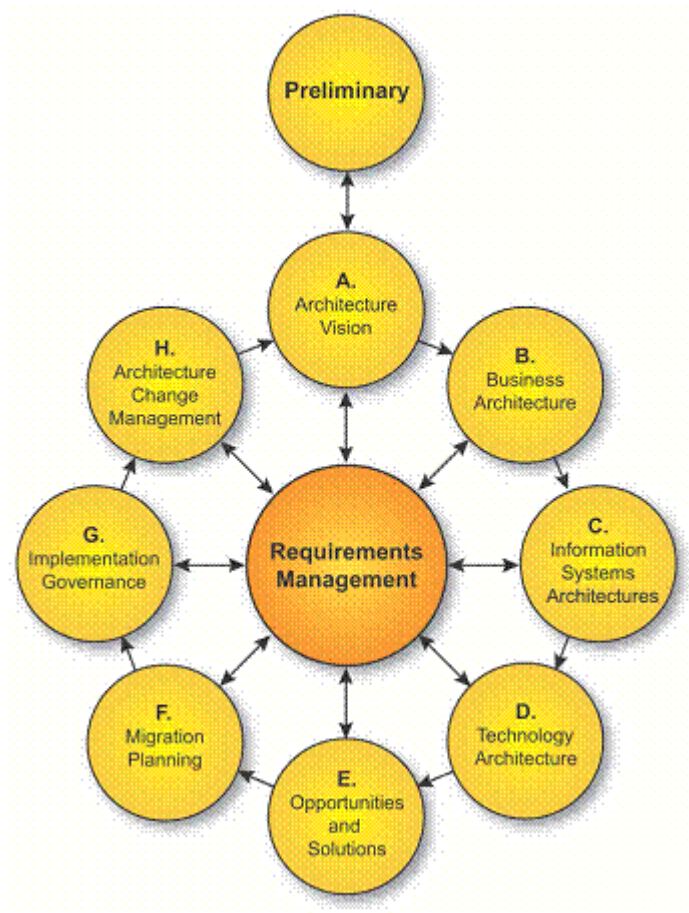 Preliminary
A.
Architecture
Vision
B.
Business
Architecture
C.
Information
Systems
Architectures
D.
Technology
Architecture
E.
Opportunities
and
Solutions
F.
Migration
Planning
G.
Implementation
Governance
H.
Architecture
Change
Management
Requirements
Management